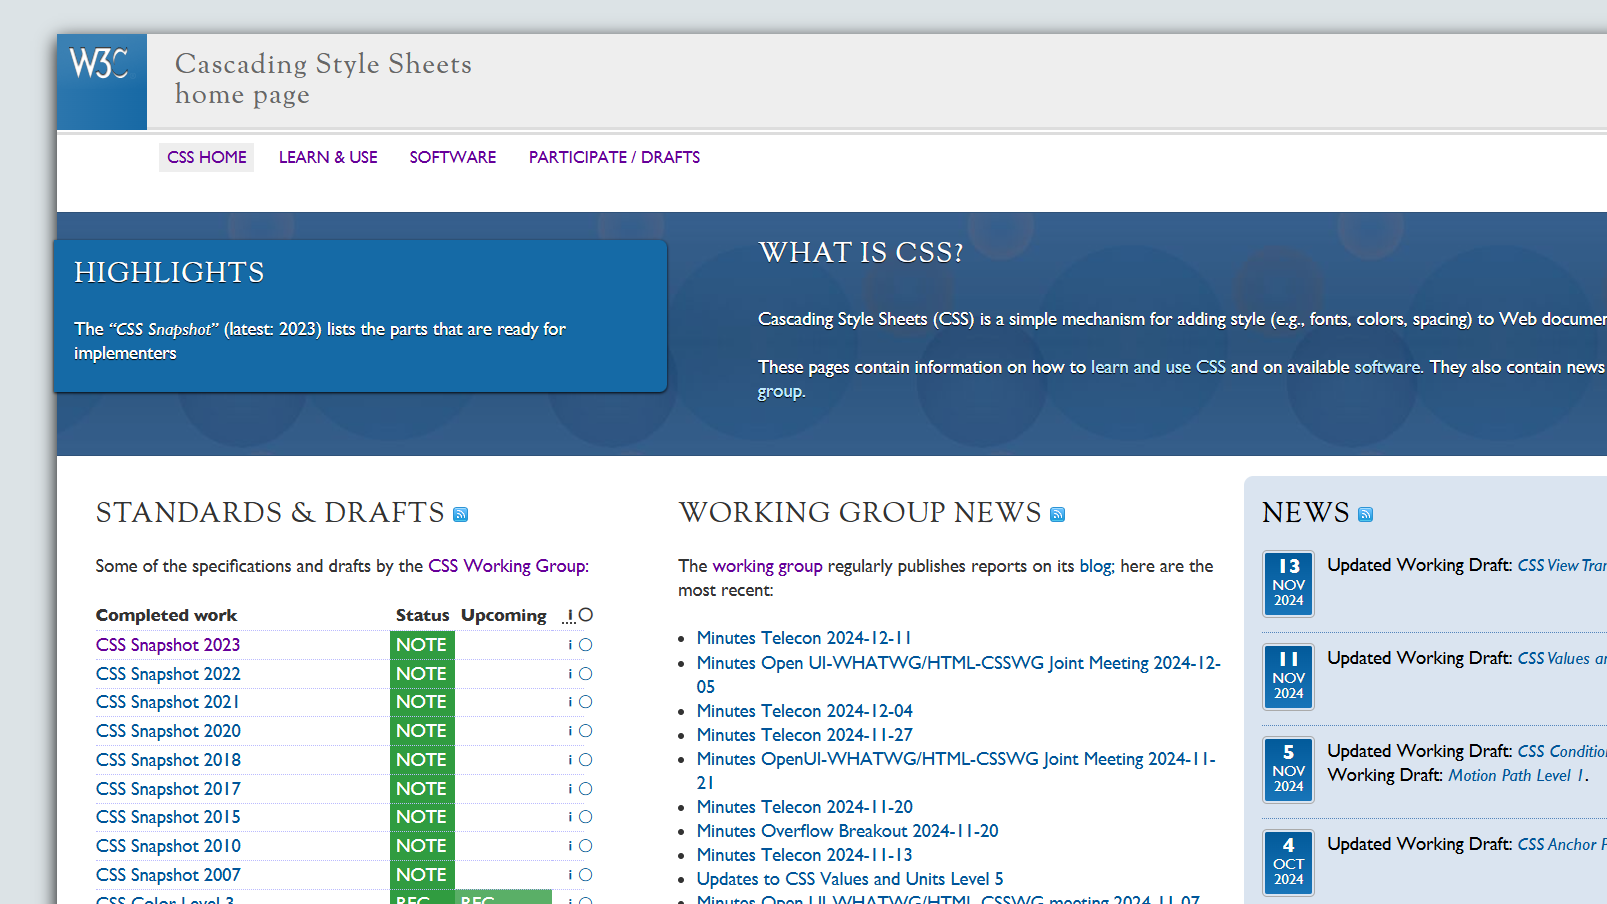 W3C
Cascading Style Sheets
home page
CSS HOME LEARN & USE SOFTWARE PARTICIPATE / DRAFTS
HIGHLIGHTS
The “CSS Snapshot” (latest: 2023) lists the parts that are ready for
implementers
WHAT IS CSS?
Cascading Style Sheets (CSS) is a simple mechanism for adding style (e.g., fonts, colors, spacing) to Web
These pages contain information on how to learn and use CSS and on available software. They also contain news
group.
STANDARDS & DRAFTS
Some of the specifications and drafts by the CSS Working Group:
Completed work Status Upcoming i O
CSS Snapshot 2023 NOTE i O
CSS Snapshot 2022 NOTE i O
CSS Snapshot 2021 NOTE i O
CSS Snapshot 2020 NOTE i O
CSS Snapshot 2018 NOTE i O
CSS Snapshot 2017 NOTE i O
CSS Snapshot 2015 NOTE i O
CSS Snapshot 2010 NOTE i O
CSS Snapshot 2007 NOTE i O
CSS Color Level 3 REC REC i O
WORKING GROUP NEWS
The working group regularly publishes reports on its blog; here are the
most recent:
• Minutes Telecon 2024-12-11
• Minutes Open UI-WHATWG/HTML-CSSWG Joint Meeting 2024-12-
05
• Minutes Telecon 2024-12-04
• Minutes Telecon 2024-11-27
• Minutes OpenUI-WHATWG/HTML-CSSWG Joint Meeting 2024-11-
21
• Minutes Telecon 2024-11-20
• Minutes Overflow Breakout 2024-11-20
• Minutes Telecon 2024-11-13
• Updates to CSS Values and Units Level 5
• Minutes Open UI-WHATWG/HTML-CSSWG meeting 2024-11-07
NEWS
13
NOV
2024
Updated Working Draft: CSS View
11
NOV
2024
Updated Working Draft: CSS Values
5
NOV
2024
Updated Working Draft: CSS
Working Draft: Motion Path Level 1.
4
OCT
2024
Updated Working Draft: CSS Anchor